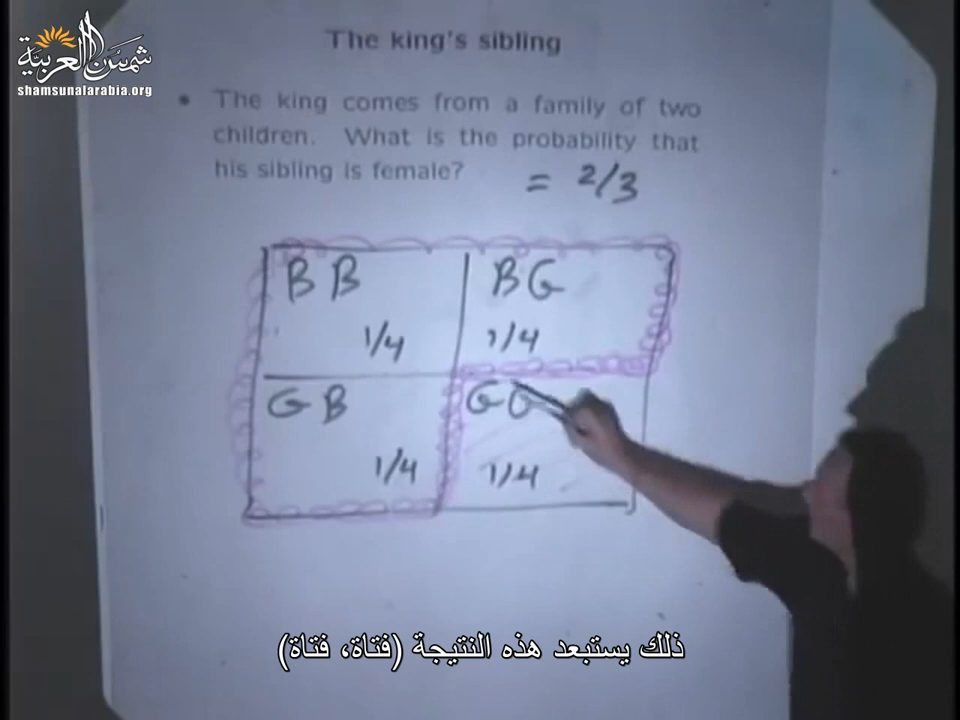 شمس العربية
shamsunalarabia.org
The king's sibling
• The king comes from a family of two
children. What is the probability that
his sibling is female? = 2/3
BB BG
1/4 1/4
GB GG
1/4 1/4
ذلك يستبعد هذه النتيجة (فتاة، فتاة)